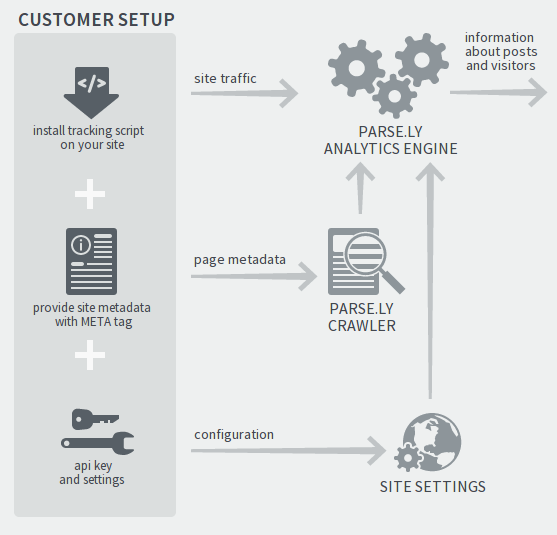 CUSTOMER SETUP
</>
install tracking script
on your site
provide site metadata
with META tag
api key
and settings
site traffic
PARSE.LY
ANALYTICS ENGINE
information
about posts
and visitors
page metadata
PARSE.LY
CRAWLER
configuration
SITE SETTINGS